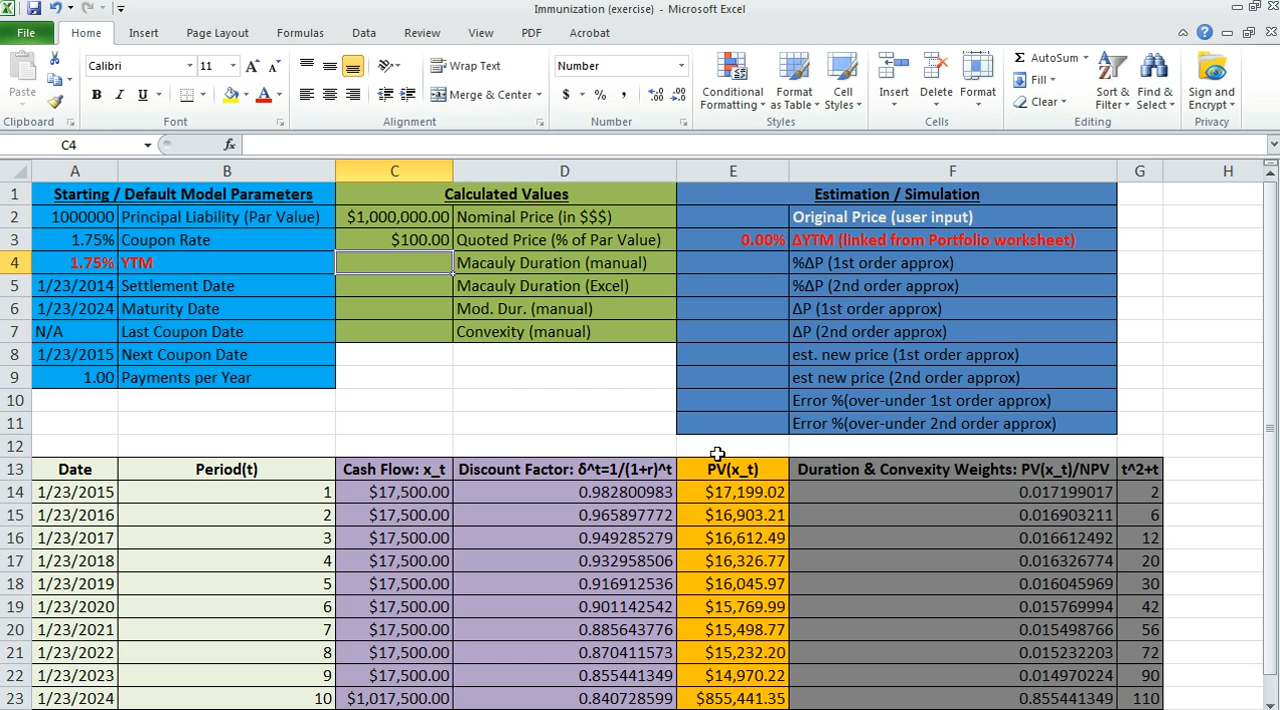 Immunization (exercise) - Microsoft Excel
File Home Insert Page Layout Formulas Data Review View PDF Acrobat
Calibri 11 Wrap Text Number
Paste Merge & Center Conditional Formatting Format as Table Cell Styles Insert Delete Format Σ AutoSum Fill Clear Sort & Filter Find & Select Sign and Encrypt
Clipboard Font Alignment Number Styles Cells Editing Privacy
C4 fx
A B C D E F G H
1 Starting / Default Model Parameters Calculated Values Estimation / Simulation
2 1000000 Principal Liability (Par Value) $1,000,000.00 Nominal Price (in $$$) Original Price (user input)
3 1.75% Coupon Rate $100.00 Quoted Price (% of Par Value) 0.00% ΔYTM (linked from Portfolio worksheet)
4 1.75% YTM Macauly Duration (manual) %ΔP (1st order approx)
5 1/23/2014 Settlement Date Macauly Duration (Excel) %ΔP (2nd order approx)
6 1/23/2024 Maturity Date Mod. Dur. (manual) ΔP (1st order approx)
7 N/A Last Coupon Date Convexity (manual) ΔP (2nd order approx)
8 1/23/2015 Next Coupon Date est. new price (1st order approx)
9 1.00 Payments per Year est new price (2nd order approx)
10 Error %(over-under 1st order approx)
11 Error %(over-under 2nd order approx)
12
13 Date Period(t) Cash Flow: x_t Discount Factor: δ^t=1/(1+r)^t PV(x_t) Duration & Convexity Weights: PV(x_t)/NPV t^2+t
14 1/23/2015 1 $17,500.00 0.982800983 $17,199.02 0.017199017 2
15 1/23/2016 2 $17,500.00 0.965897772 $16,903.21 0.016903211 6
16 1/23/2017 3 $17,500.00 0.949285279 $16,612.49 0.016612492 12
17 1/23/2018 4 $17,500.00 0.932958506 $16,326.77 0.016326774 20
18 1/23/2019 5 $17,500.00 0.916912536 $16,045.97 0.016045969 30
19 1/23/2020 6 $17,500.00 0.901142542 $15,769.99 0.015769994 42
20 1/23/2021 7 $17,500.00 0.885643776 $15,498.77 0.015498766 56
21 1/23/2022 8 $17,500.00 0.870411573 $15,232.20 0.015232203 72
22 1/23/2023 9 $17,500.00 0.855441349 $14,970.22 0.014970224 90
23 1/23/2024 10 $1,017,500.00 0.840728599 $855,441.35 0.855441349 110